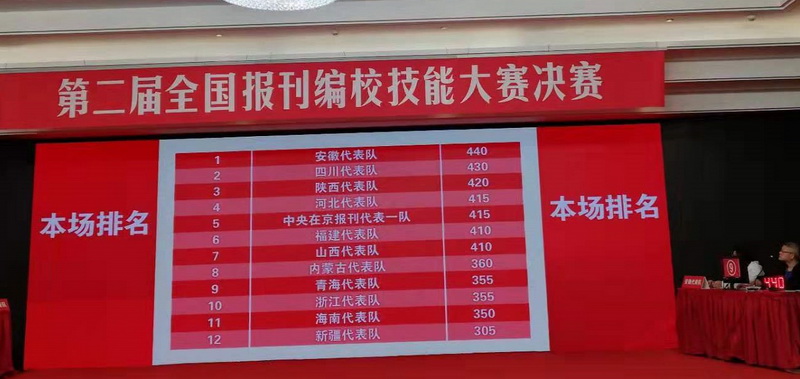 第二届全国报刊编校技能大赛决赛
本场排名
1 安徽代表队 440
2 四川代表队 430
3 陕西代表队 420
4 河北代表队 415
5 中央在京报刊代表一队 415
6 福建代表队 410
7 山西代表队 410
8 内蒙古代表队 360
9 青海代表队 355
10 浙江代表队 355
11 海南代表队 350
12 新疆代表队 305
本场排名
9
440